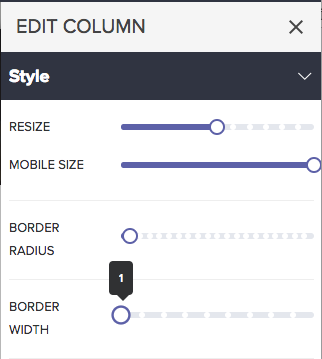 EDIT COLUMN
Style
RESIZE
MOBILE SIZE
BORDER
RADIUS
1
BORDER
WIDTH